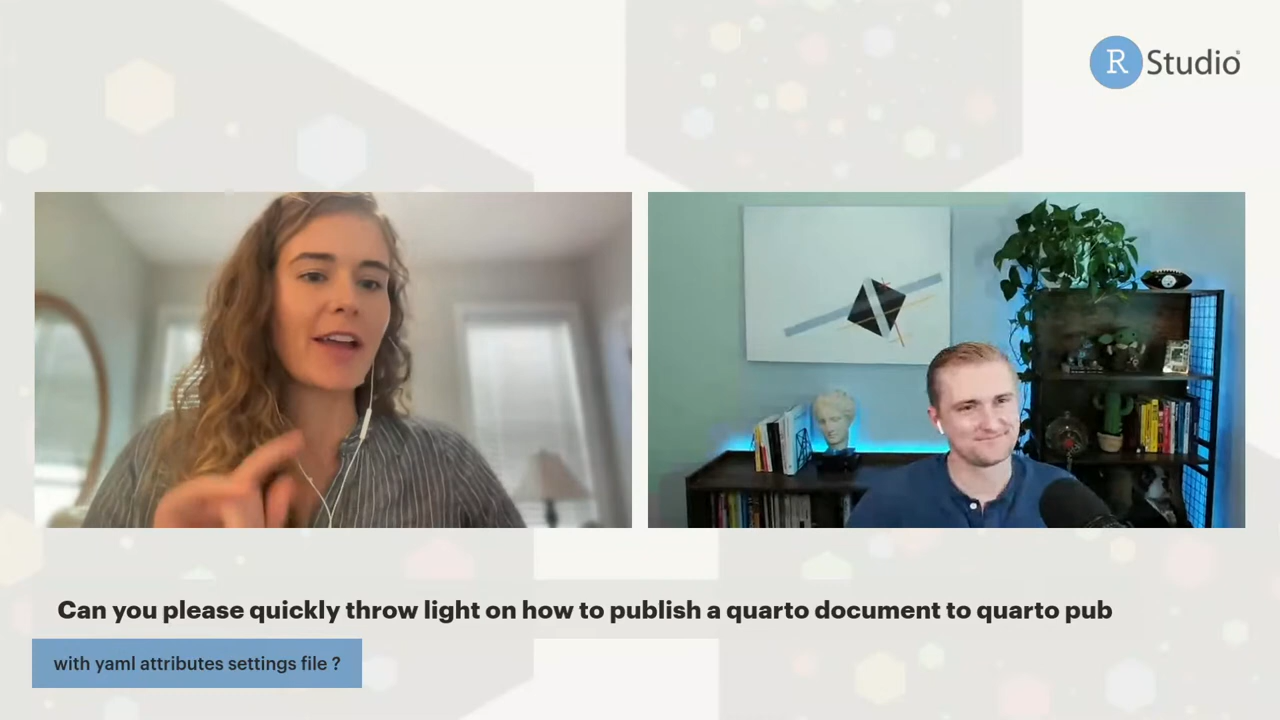 R Studio
Can you please quickly throw light on how to publish a quarto document to quarto pub
with yaml attributes settings file ?